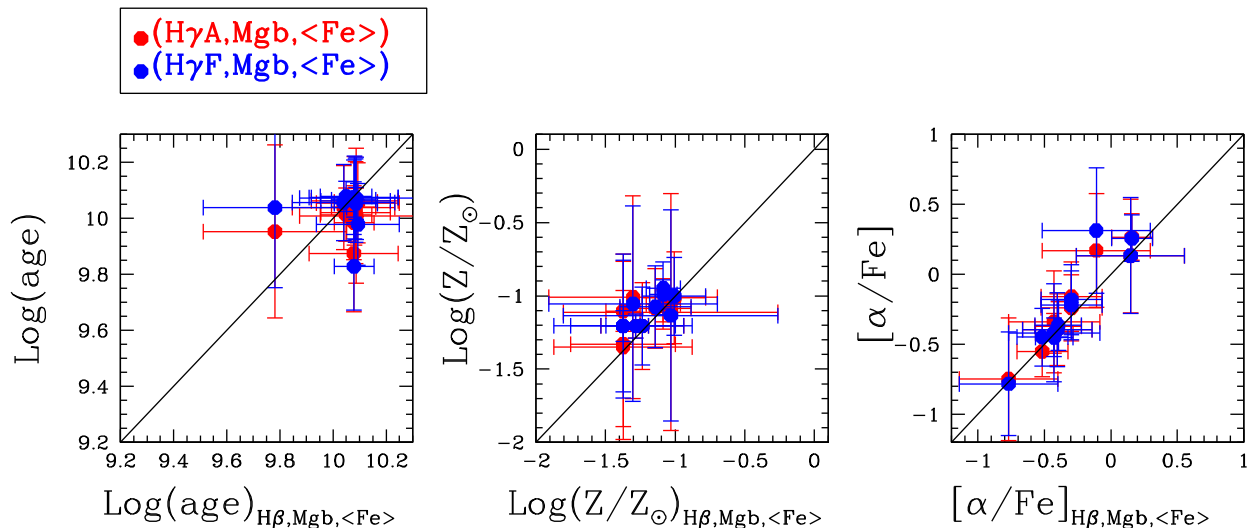 (HγA,Mgb,<Fe>)
(HγF,Mgb,<Fe>)
Log(age)
10.2
10
9.8
9.6
9.4
9.2
9.2 9.4 9.6 9.8 10 10.2
Log(age)Hβ,Mgb,<Fe>
Log(Z/Z⊙)
0
−0.5
−1
−1.5
−2
−2 −1.5 −1 −0.5 0
Log(Z/Z⊙)Hβ,Mgb,<Fe>
[α/Fe]
1
0.5
0
−0.5
−1
−1 −0.5 0 0.5 1
[α/Fe]Hβ,Mgb,<Fe>